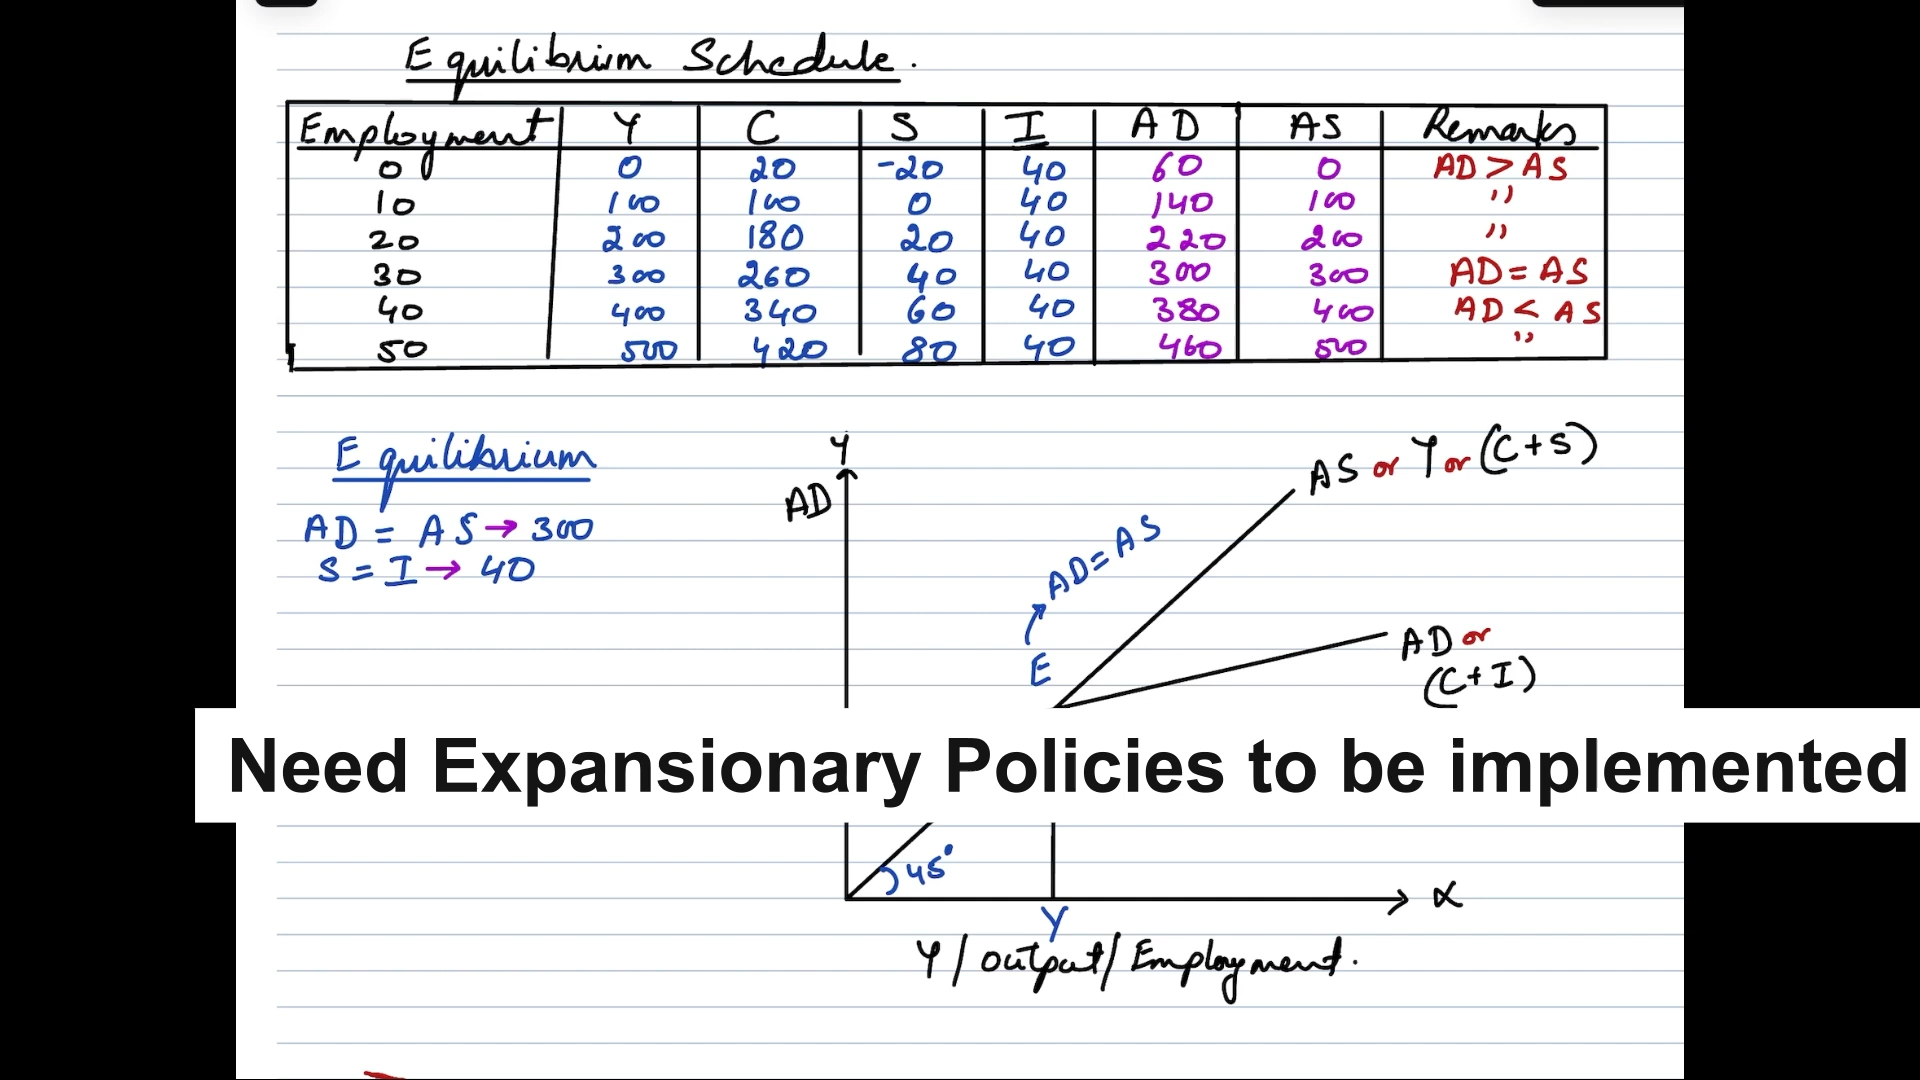 Equilibrium Schedule.
Employment Y C S I AD AS Remarks
0 0 20 -20 40 60 0 AD > AS
10 100 100 0 40 140 100 "
20 200 180 20 40 220 200 "
30 300 260 40 40 300 300 AD = AS
40 400 340 60 40 380 400 AD < AS
50 500 420 80 40 460 500 "
Equilibrium
AD = AS → 300
S = I → 40
Y
AD
AS or Y or (C+S)
AD = AS
E
AD or
(C+I)
Need Expansionary Policies to be implemented
45°
Y
Y / output / Employment.